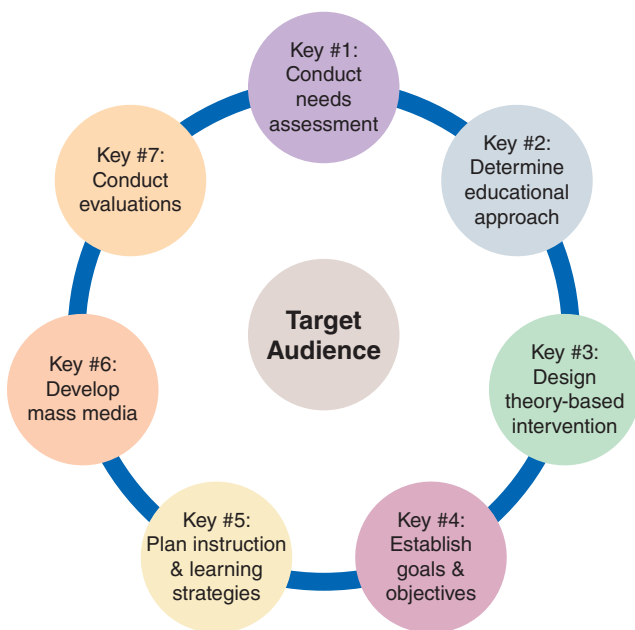 Key #1:
Conduct
needs
assessment
Key #2:
Determine
educational
approach
Key #3:
Design
theory-based
intervention
Key #4:
Establish
goals &
objectives
Key #5:
Plan instruction
& learning
strategies
Key #6:
Develop
mass media
Key #7:
Conduct
evaluations
Target
Audience